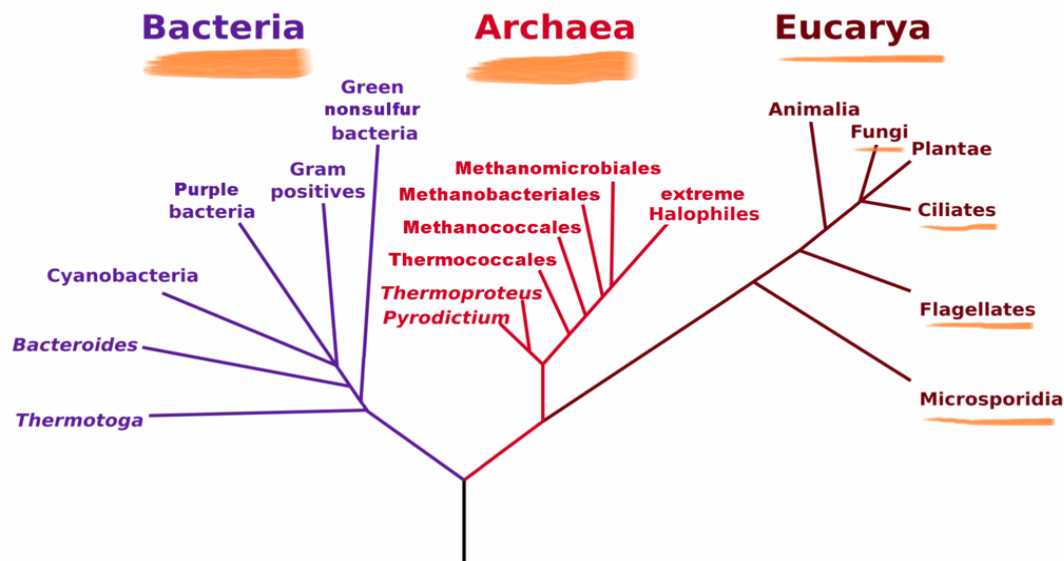 Bacteria
Archaea
Eucarya
Green
nonsulfur
bacteria
Gram
positives
Purple
bacteria
Cyanobacteria
Bacteroides
Thermotoga
Methanomicrobiales
Methanobacteriales
Methanococcales
Thermococcales
Thermoproteus
Pyrodictium
extreme
Halophiles
Animalia
Fungi
Plantae
Ciliates
Flagellates
Microsporidia